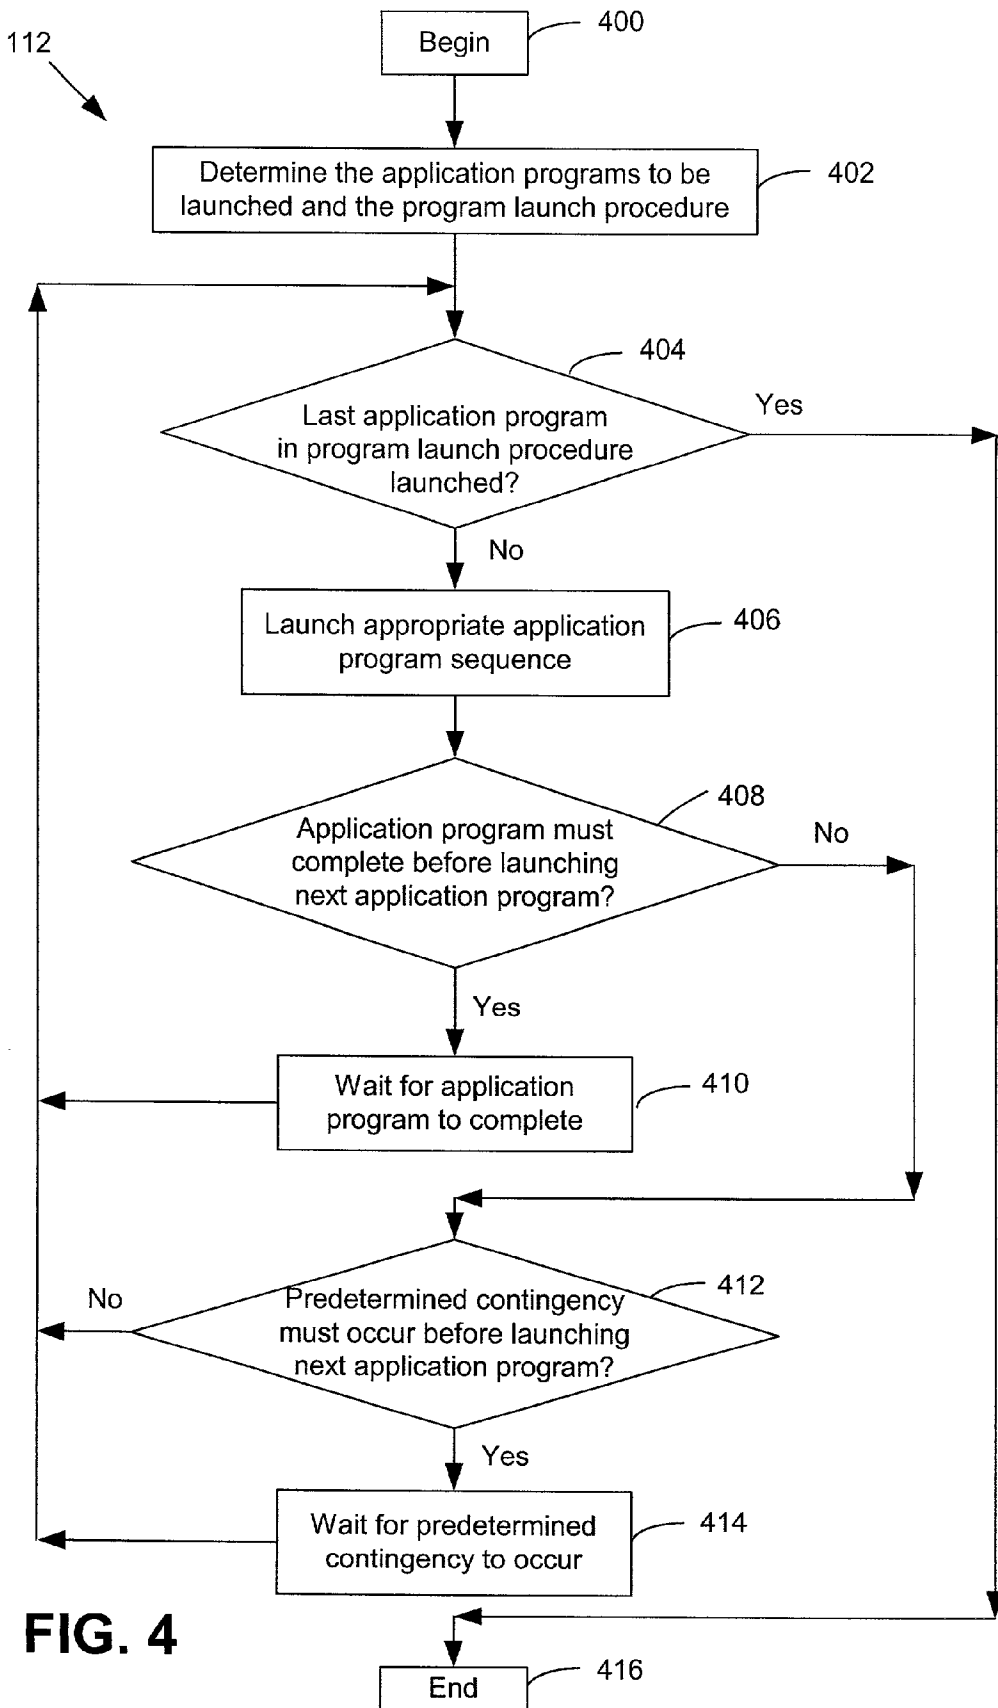 400
Begin
112
Determine the application programs to be
launched and the program launch procedure
402
404
Last application program
in program launch procedure
launched?
Yes
No
Launch appropriate application
program sequence
406
408
Application program must
complete before launching
next application program?
No
Yes
Wait for application
program to complete
410
412
Predetermined contingency
must occur before launching
next application program?
No
Yes
Wait for predetermined
contingency to occur
414
FIG. 4
416
End